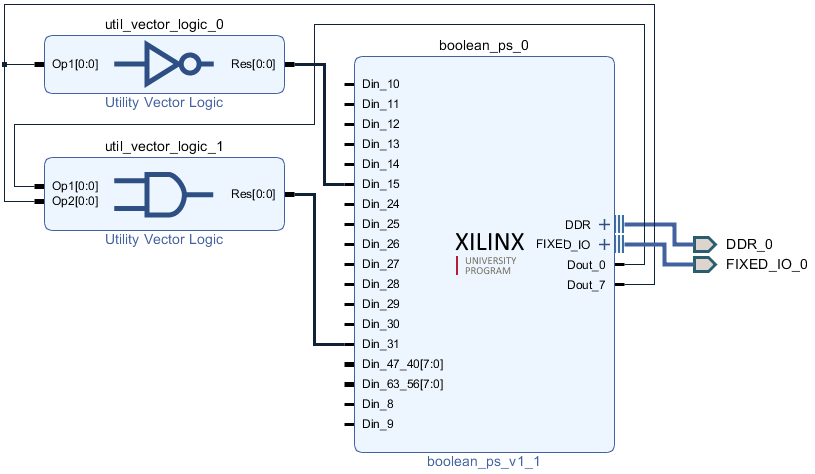 util_vector_logic_0
Op1[0:0]
Res[0:0]
Utility Vector Logic
util_vector_logic_1
Op1[0:0]
Op2[0:0]
Res[0:0]
Utility Vector Logic
boolean_ps_0
Din_10
Din_11
Din_12
Din_13
Din_14
Din_15
Din_24
Din_25
Din_26
Din_27
Din_28
Din_29
Din_30
Din_31
Din_47_40[7:0]
Din_63_56[7:0]
Din_8
Din_9
XILINX
UNIVERSITY
PROGRAM
DDR
FIXED_IO
Dout_0
Dout_7
boolean_ps_v1_1
DDR_0
FIXED_IO_0